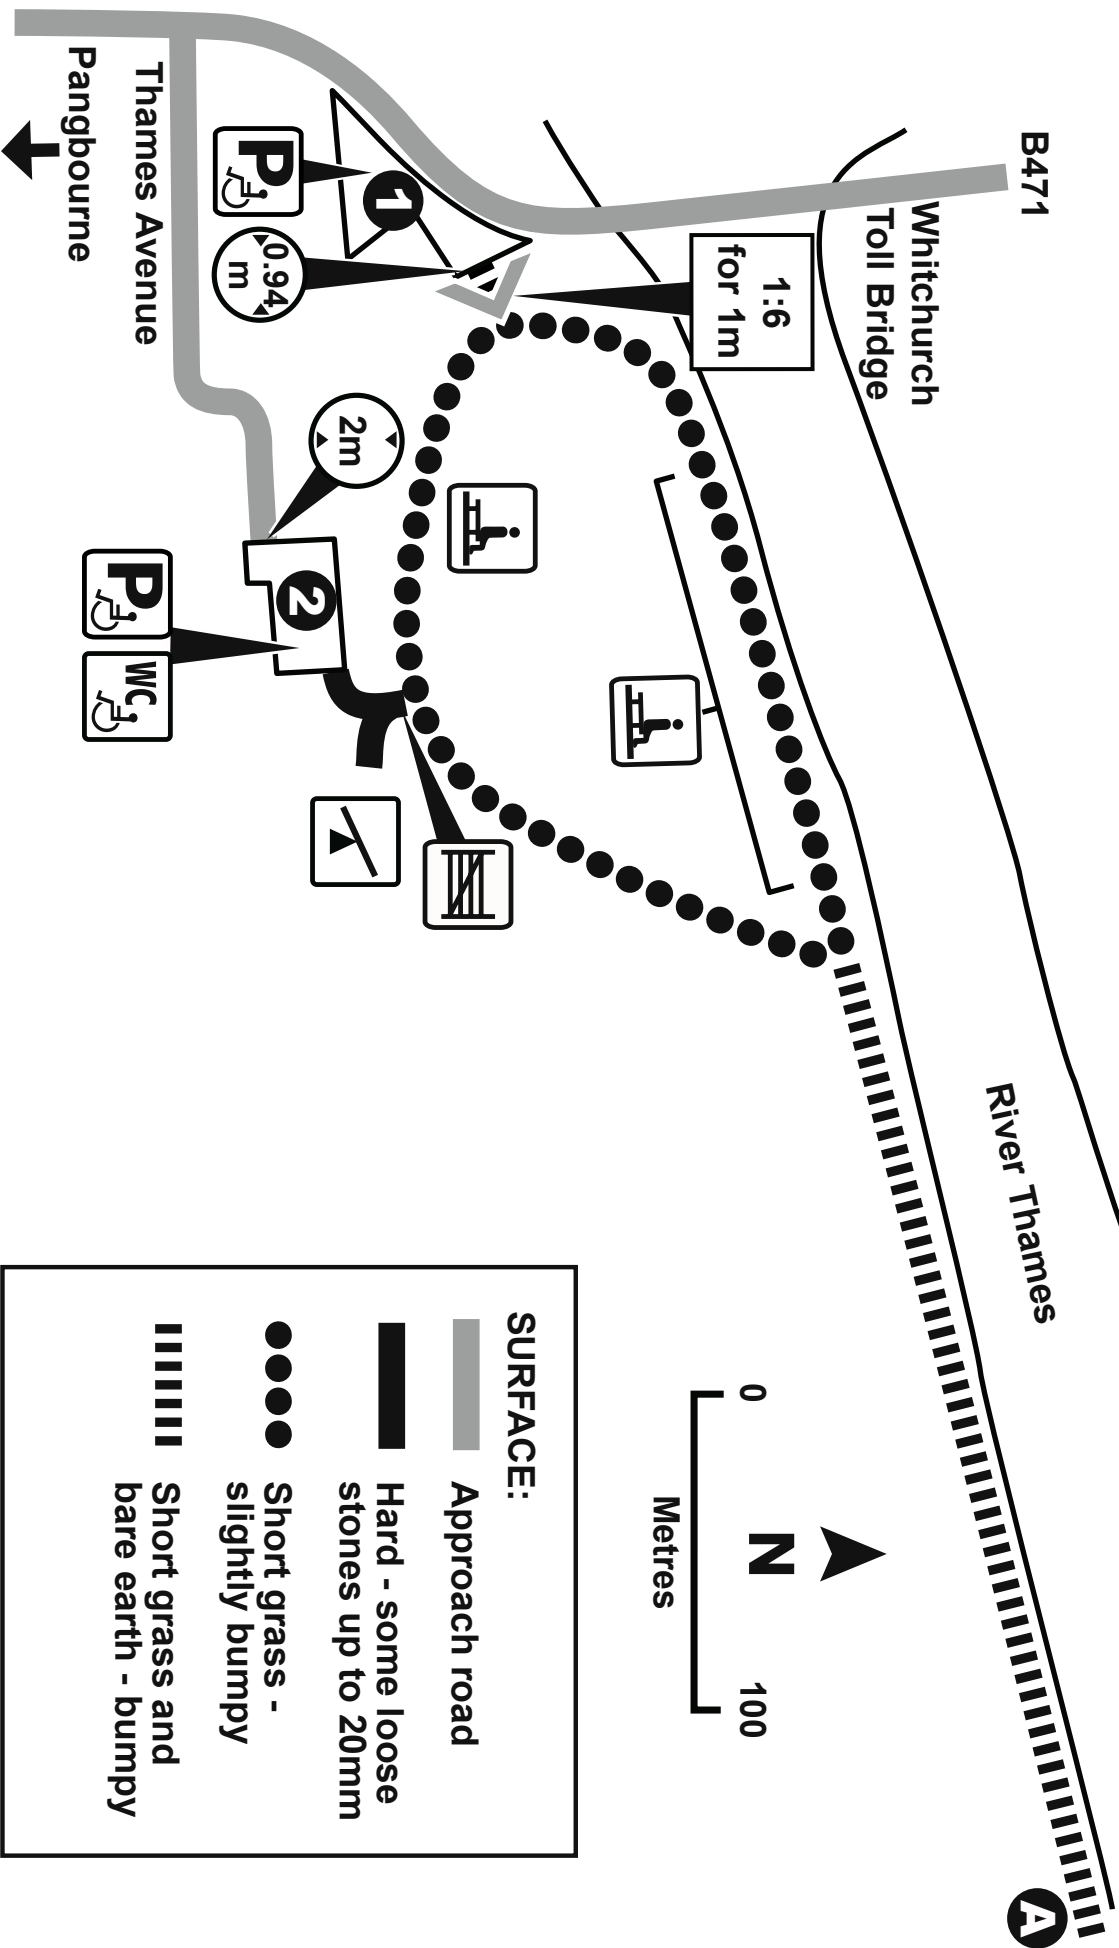 B471
Whitchurch
Toll Bridge
1:6
for 1m
River Thames
P
1
0.94
m
Thames Avenue
Pangbourne
2m
2
P
WC
0
100
Metres
N
A
SURFACE:
Approach road
Hard - some loose
stones up to 20mm
Short grass -
slightly bumpy
Short grass and
bare earth - bumpy